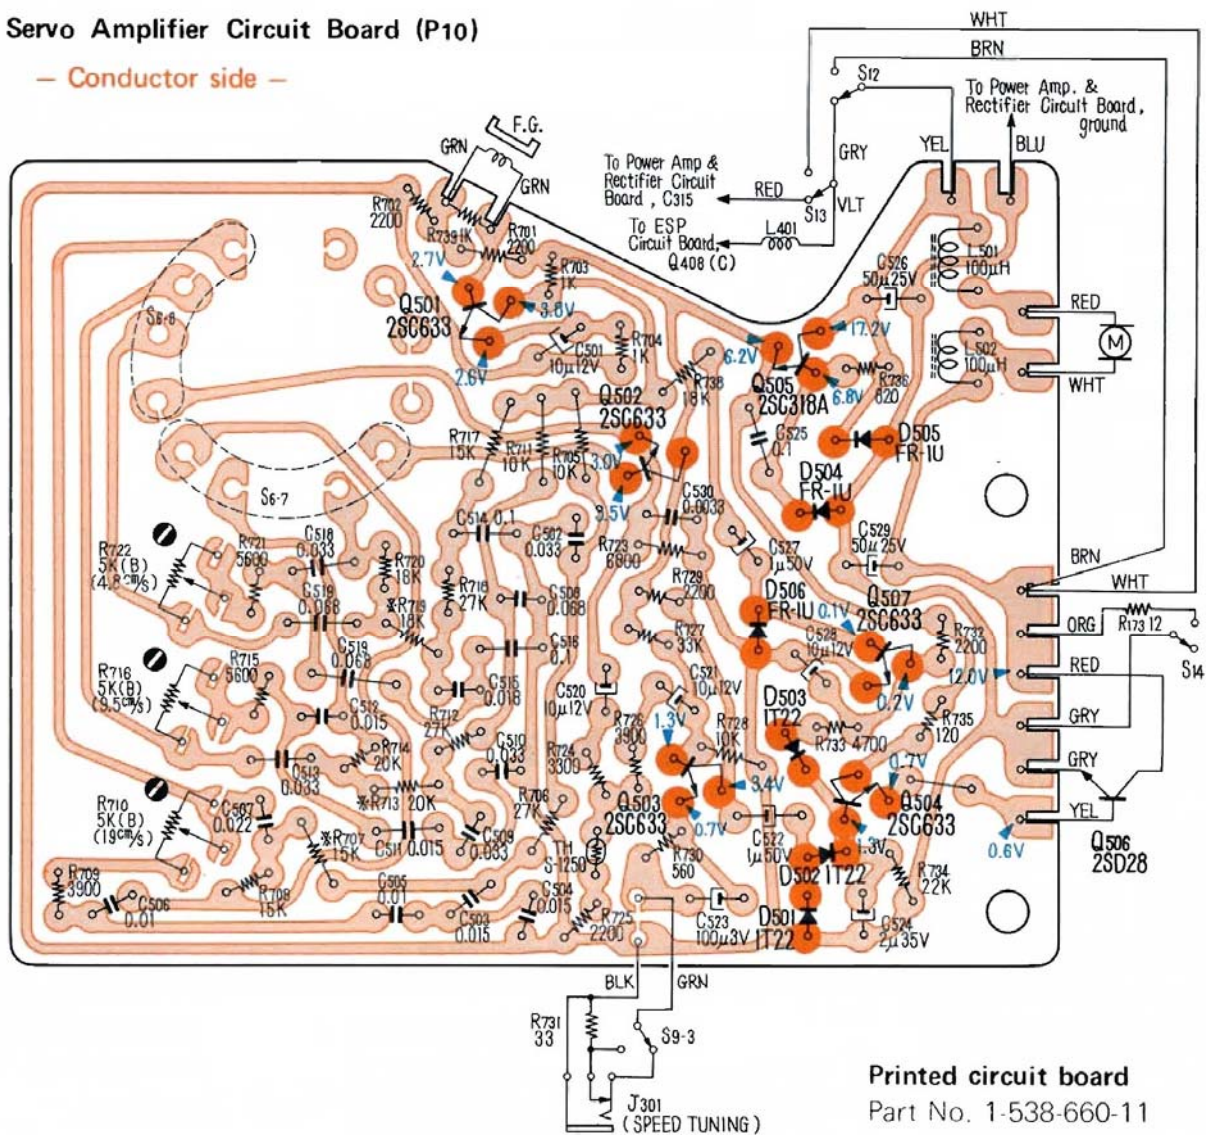 Servo Amplifier Circuit Board (P10)
— Conductor side —
WHT
BRN
S12
To Power Amp. &
Rectifier Circuit Board,
ground
F.G.
GRN
GRN
To Power Amp &
Rectifier Circuit
Board, C315
RED
GRY
YEL
BLU
S13
VLT
To ESP
Circuit Board,
Q408 (C)
L401
R702
2200
R739 1K
R701
2200
2.7V
R703
1K
Q501
2SC633
3.8V
2.6V
C501
10μ12V
R704
1K
C526
50μ25V
L501
100μH
RED
M
WHT
L502
100μH
17.2V
6.2V
Q505
2SC318A
6.8V
R736
820
S6-8
Q502
2SC633
R738
18K
R717
15K
R711
10K
R705
10K
3.0V
3.5V
C525
0.1
D505
FR-1U
D504
FR-1U
S6-7
C530
0.0033
C514 0.1
C502
0.033
R723
6800
C527
1μ50V
C529
50μ25V
R722
5K(B)
(4.8cm/s)
R721
5600
C518
0.033
R720
18K
R718
27K
C508
0.068
R729
2200
D506
FR-1U
0.1V
Q507
2SC633
BRN
WHT
C519
0.068
※R719
18K
C516
0.1
R727
33K
C528
10μ12V
R732
2200
ORG
R173 12
S14
RED
12.0V
R716
5K(B)
(9.5cm/s)
R715
5600
C519
0.068
C516
0.018
C520
10μ12V
C521
10μ12V
D503
1T22
0.2V
C512
0.015
R712
27K
R726
3900
1.3V
R728
10K
R733 4700
R735
120
GRY
R714
20K
C510
0.033
R724
3300
0.7V
GRY
C513
0.033
※R713 20K
R706
27K
3.4V
Q503
2SC633
0.7V
Q504
2SC633
YEL
0.6V
Q506
2SD28
R710
5K(B)
(19cm/s)
C507
0.022
※R707
15K
C511 0.015
C509
0.033
TH
S-1250
R730
560
C522
1μ50V
1.3V
D502 1T22
R734
22K
R709
3900
C506
0.01
R708
15K
C505
0.01
C503
0.015
C504
0.015
R725
2200
C523
100μ3V
D501
1T22
C524
2μ35V
BLK
GRN
R731
33
S9-3
J301
(SPEED TUNING)
Printed circuit board
Part No. 1-538-660-11